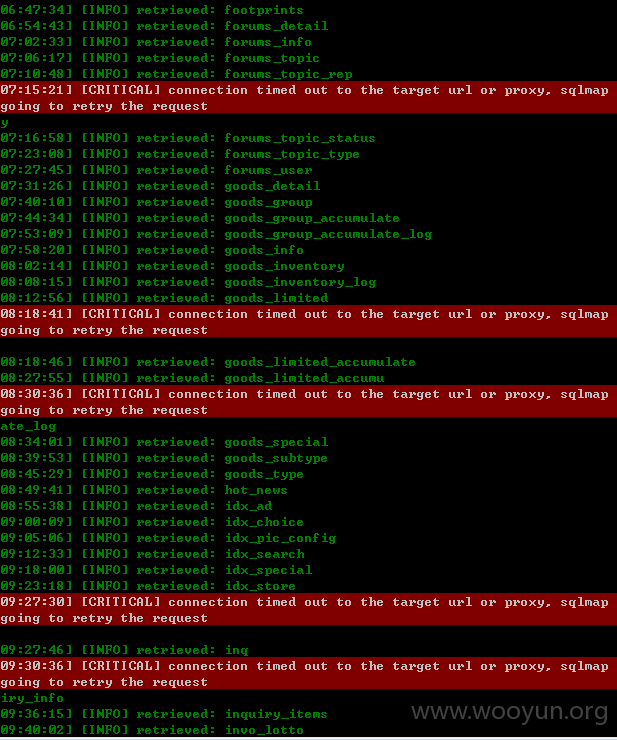 06:47:34] [INFO] retrieved: footprints
06:54:43] [INFO] retrieved: forums_detail
07:02:33] [INFO] retrieved: forums_info
07:06:17] [INFO] retrieved: forums_topic
07:10:48] [INFO] retrieved: forums_topic_rep
07:15:21] [CRITICAL] connection timed out to the target url or proxy, sqlmap
going to retry the request
y
07:16:58] [INFO] retrieved: forums_topic_status
07:23:08] [INFO] retrieved: forums_topic_type
07:27:45] [INFO] retrieved: forums_user
07:31:26] [INFO] retrieved: goods_detail
07:40:10] [INFO] retrieved: goods_group
07:44:34] [INFO] retrieved: goods_group_accumulate
07:53:09] [INFO] retrieved: goods_group_accumulate_log
07:58:20] [INFO] retrieved: goods_info
08:02:14] [INFO] retrieved: goods_inventory
08:08:15] [INFO] retrieved: goods_inventory_log
08:12:56] [INFO] retrieved: goods_limited
08:18:41] [CRITICAL] connection timed out to the target url or proxy, sqlmap
going to retry the request
08:18:46] [INFO] retrieved: goods_limited_accumulate
08:27:55] [INFO] retrieved: goods_limited_accumu
08:30:36] [CRITICAL] connection timed out to the target url or proxy, sqlmap
going to retry the request
ate_log
08:34:01] [INFO] retrieved: goods_special
08:39:53] [INFO] retrieved: goods_subtype
08:45:29] [INFO] retrieved: goods_type
08:49:41] [INFO] retrieved: hot_news
08:55:38] [INFO] retrieved: idx_ad
09:00:09] [INFO] retrieved: idx_choice
09:05:06] [INFO] retrieved: idx_pic_config
09:12:33] [INFO] retrieved: idx_search
09:18:00] [INFO] retrieved: idx_special
09:23:18] [INFO] retrieved: idx_store
09:27:30] [CRITICAL] connection timed out to the target url or proxy, sqlmap
going to retry the request
09:27:46] [INFO] retrieved: inq
09:30:36] [CRITICAL] connection timed out to the target url or proxy, sqlmap
going to retry the request
iry_info
09:36:15] [INFO] retrieved: inquiry_items
09:40:02] [INFO] retrieved: invo_lotto
www.wooyun.org